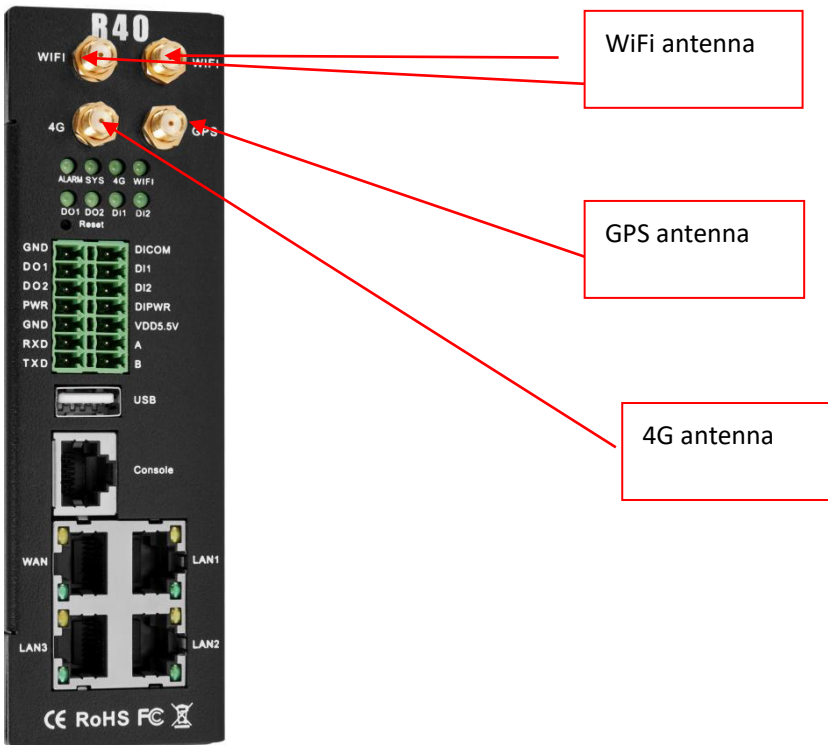 R40
WIFI WIFI
WiFi antenna
4G GPS
ALARM SYS 4G WIFI
DO1 DO2 DI1 DI2
Reset
GPS antenna
GND DICOM
DO1 DI1
DO2 DI2
PWR DIPWR
GND VDD5.5V
RXD A
TXD B
USB
4G antenna
Console
WAN LAN1
LAN3 LAN2
CE RoHS FC